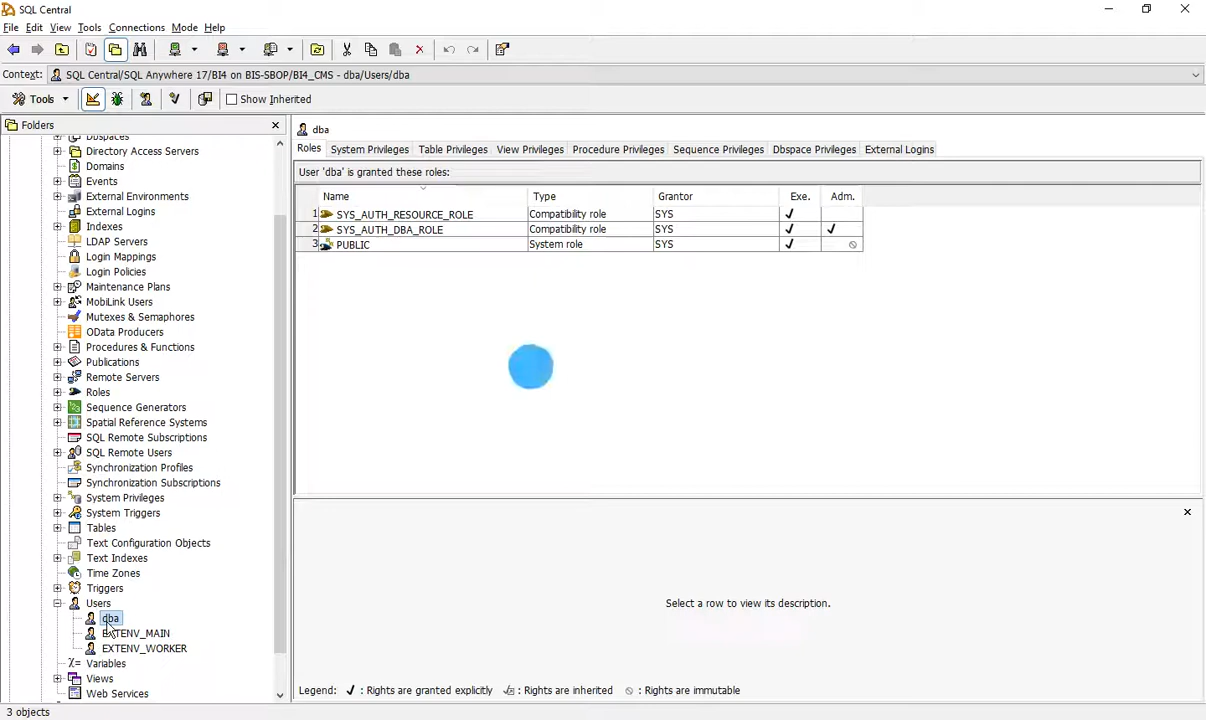 SQL Central
File Edit View Tools Connections Mode Help
Context: SQL Central/SQL Anywhere 17/BI4 on BIS-SBOP/BI4_CMS - dba/Users/dba
Tools Show Inherited
Folders
Dbspaces
Directory Access Servers
Domains
Events
External Environments
External Logins
Indexes
LDAP Servers
Login Mappings
Login Policies
Maintenance Plans
MobiLink Users
Mutexes & Semaphores
OData Producers
Procedures & Functions
Publications
Remote Servers
Roles
Sequence Generators
Spatial Reference Systems
SQL Remote Subscriptions
SQL Remote Users
Synchronization Profiles
Synchronization Subscriptions
System Privileges
System Triggers
Tables
Text Configuration Objects
Text Indexes
Time Zones
Triggers
Users
dba
EXTENV_MAIN
EXTENV_WORKER
Variables
Views
Web Services
dba
Roles System Privileges Table Privileges View Privileges Procedure Privileges Sequence Privileges Dbspace Privileges External Logins
User 'dba' is granted these roles:
Name Type Grantor Exe. Adm.
1 SYS_AUTH_RESOURCE_ROLE Compatibility role SYS ✓
2 SYS_AUTH_DBA_ROLE Compatibility role SYS ✓ ✓
3 PUBLIC System role SYS ✓
Select a row to view its description.
Legend: ✓ : Rights are granted explicitly : Rights are inherited : Rights are immutable
3 objects